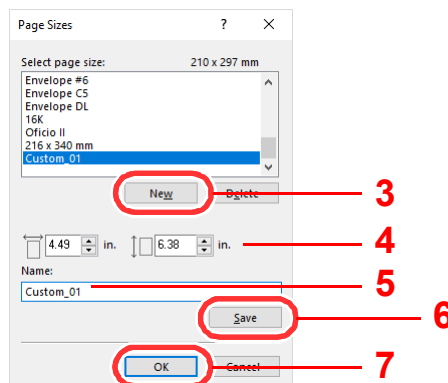 Page Sizes ? ×
Select page size: 210 x 297 mm
Envelope #6
Envelope C5
Envelope DL
16K
Oficio II
216 x 340 mm
Custom_01
New Delete 3
4.49 in. 6.38 in. 4
Name: 5
Custom_01
Save 6
OK Cancel 7